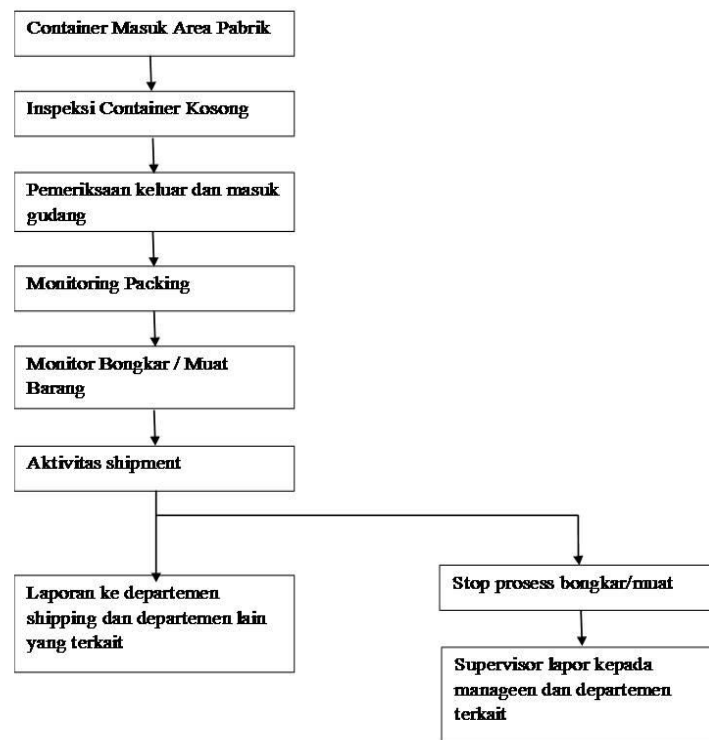 Container Masuk Area Pabrik
Inspeksi Container Kosong
Pemeriksaan keluar dan masuk
gudang
Monitoring Packing
Monitor Bongkar / Muat
Barang
Aktivitas shipment
Laporan ke departemen
shipping dan departemen lain
yang terkait
Stop prosess bongkar/muat
Supervisor lapor kepada
manageen dan departemen
terkait